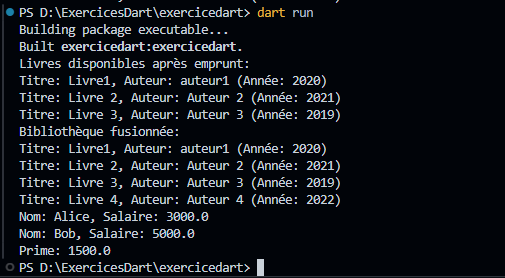 PS D:\ExercicesDart\exercicedart> dart run
Building package executable...
Built exercicedart:exercicedart.
Livres disponibles après emprunt:
Titre: Livre1, Auteur: auteur1 (Année: 2020)
Titre: Livre 2, Auteur: Auteur 2 (Année: 2021)
Titre: Livre 3, Auteur: Auteur 3 (Année: 2019)
Bibliothèque fusionnée:
Titre: Livre1, Auteur: auteur1 (Année: 2020)
Titre: Livre 2, Auteur: Auteur 2 (Année: 2021)
Titre: Livre 3, Auteur: Auteur 3 (Année: 2019)
Titre: Livre 4, Auteur: Auteur 4 (Année: 2022)
Nom: Alice, Salaire: 3000.0
Nom: Bob, Salaire: 5000.0
Prime: 1500.0
PS D:\ExercicesDart\exercicedart>